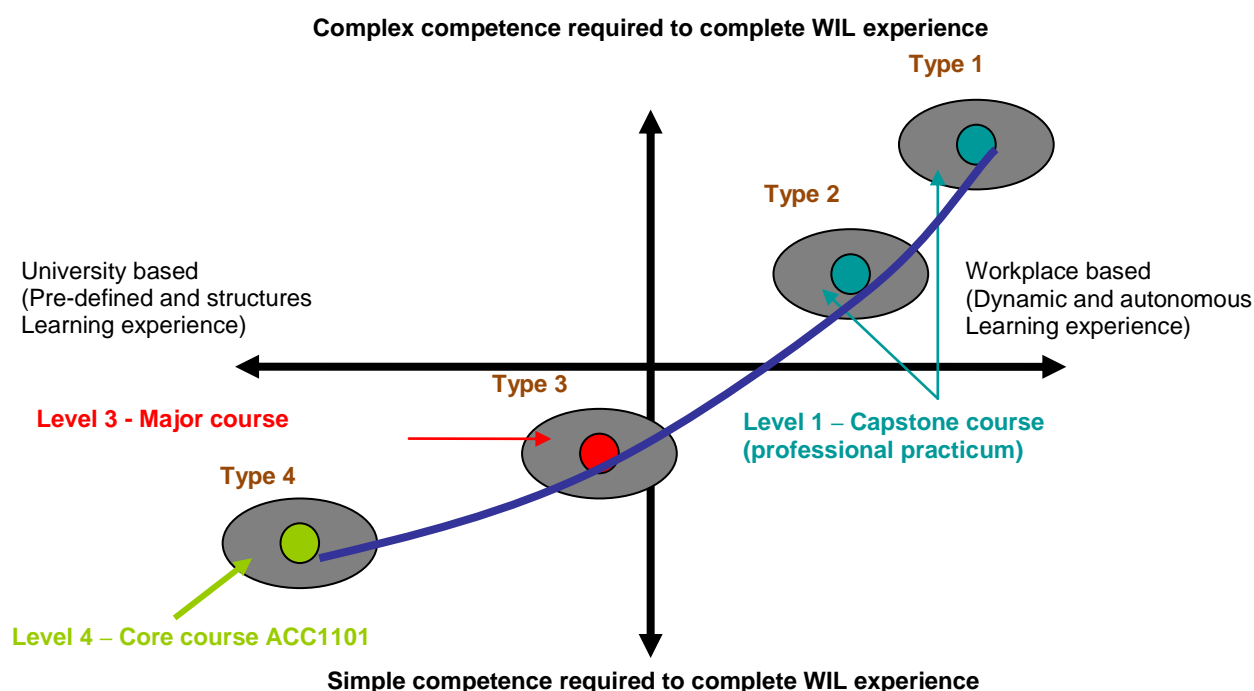 Complex competence required to complete WIL experience
Type 1
Type 2
University based
(Pre-defined and structures
Learning experience)
Workplace based
(Dynamic and autonomous
Learning experience)
Type 3
Level 3 - Major course
Level 1 – Capstone course
(professional practicum)
Type 4
Level 4 – Core course ACC1101
Simple competence required to complete WIL experience